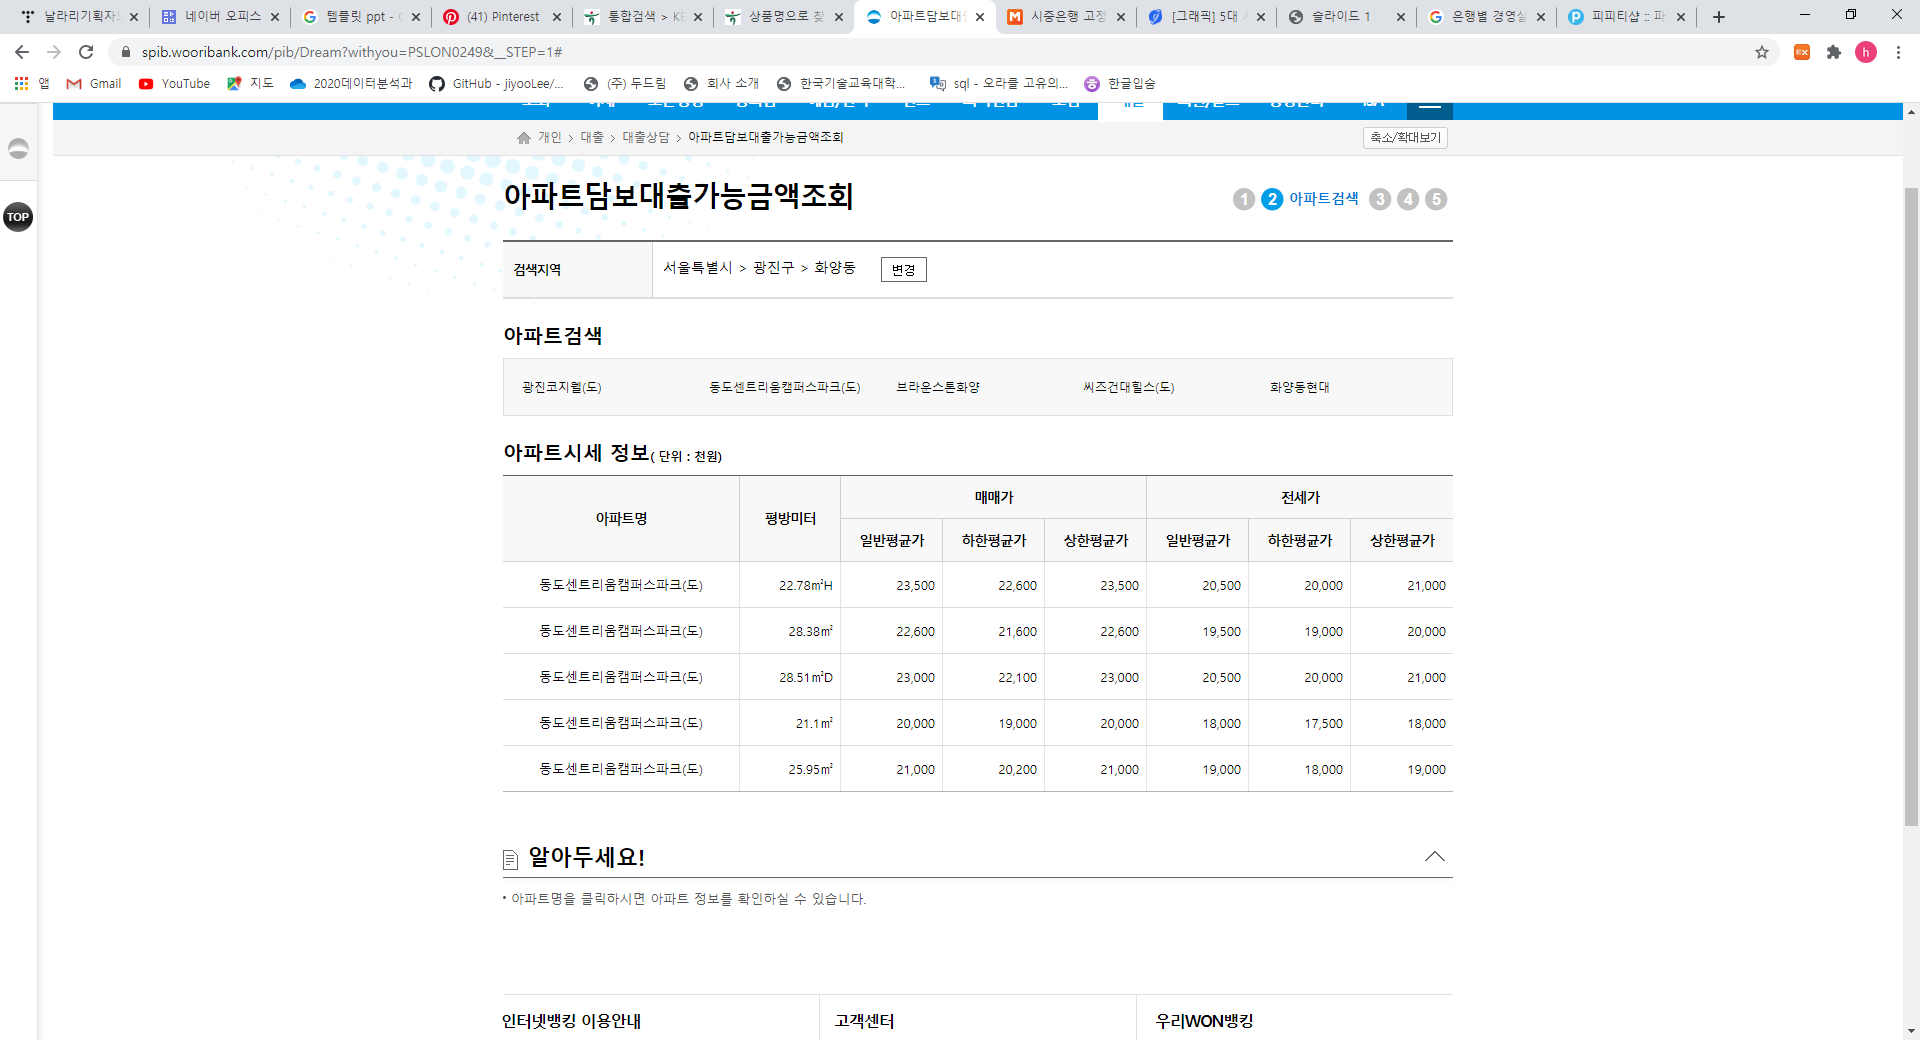 날라리기획자의
네이버 오피스
템플릿 ppt - G
(41) Pinterest
통합검색 > KE
상품명으로 찾
아파트담보대출
시중은행 고정
[그래픽] 5대 시
슬라이드 1
은행별 경영실
피피티샵 :: 파
spib.wooribank.com/pib/Dream?withyou=PSLON0249&__STEP=1#
앱
Gmail
YouTube
지도
2020데이터분석과
GitHub - jiyooLee/...
(주) 두드림
회사 소개
한국기술교육대학...
sql - 오라클 고유의...
한글입숨
개인 > 대출 > 대출상담 > 아파트담보대출가능금액조회
축소/확대보기
TOP
아파트담보대출가능금액조회
1 2 아파트검색 3 4 5
검색지역 서울특별시 > 광진구 > 화양동 변경
아파트검색
광진코지웰(도) 동도센트리움캠퍼스파크(도) 브라운스톤화양 씨즈건대힐스(도) 화양동현대
아파트시세 정보( 단위 : 천원)
아파트명 평방미터 매매가 전세가
일반평균가 하한평균가 상한평균가 일반평균가 하한평균가 상한평균가
동도센트리움캠퍼스파크(도) 22.78㎡H 23,500 22,600 23,500 20,500 20,000 21,000
동도센트리움캠퍼스파크(도) 28.38㎡ 22,600 21,600 22,600 19,500 19,000 20,000
동도센트리움캠퍼스파크(도) 28.51㎡D 23,000 22,100 23,000 20,500 20,000 21,000
동도센트리움캠퍼스파크(도) 21.1㎡ 20,000 19,000 20,000 18,000 17,500 18,000
동도센트리움캠퍼스파크(도) 25.95㎡ 21,000 20,200 21,000 19,000 18,000 19,000
알아두세요!
• 아파트명을 클릭하시면 아파트 정보를 확인하실 수 있습니다.
인터넷뱅킹 이용안내 고객센터 우리WON뱅킹